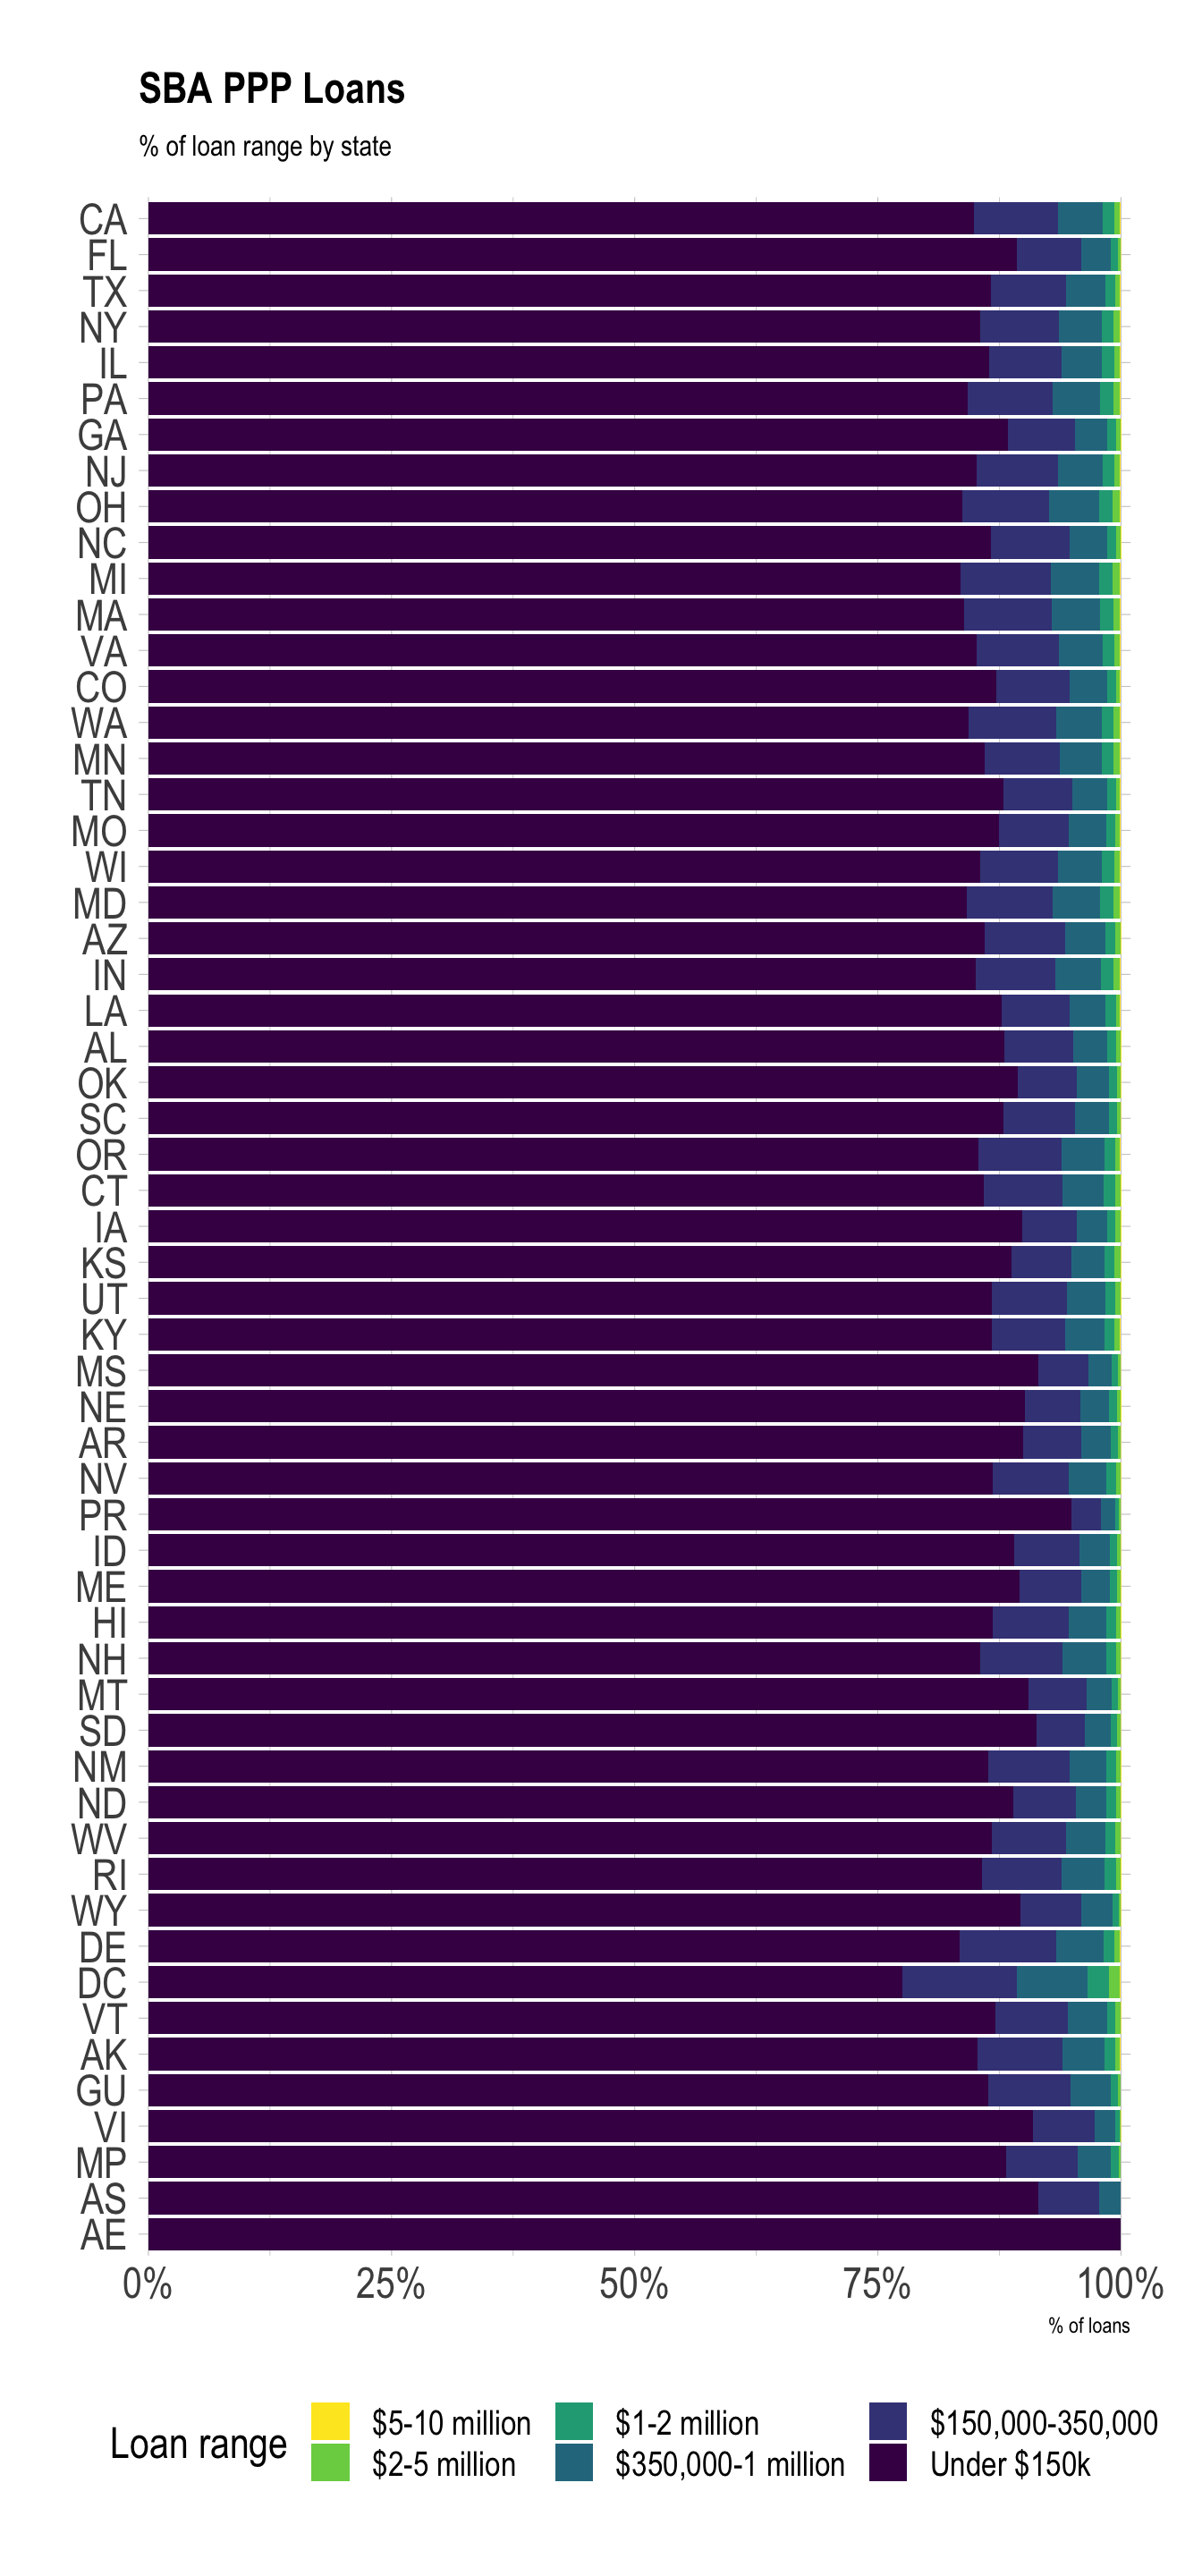 SBA PPP Loans
% of loan range by state
CA
FL
TX
NY
IL
PA
GA
NJ
OH
NC
MI
MA
VA
CO
WA
MN
TN
MO
WI
MD
AZ
IN
LA
AL
OK
SC
OR
CT
IA
KS
UT
KY
MS
NE
AR
NV
PR
ID
ME
HI
NH
MT
SD
NM
ND
WV
RI
WY
DE
DC
VT
AK
GU
VI
MP
AS
AE
0% 25% 50% 75% 100%
% of loans
Loan range
$5-10 million $1-2 million $150,000-350,000
$2-5 million $350,000-1 million Under $150k